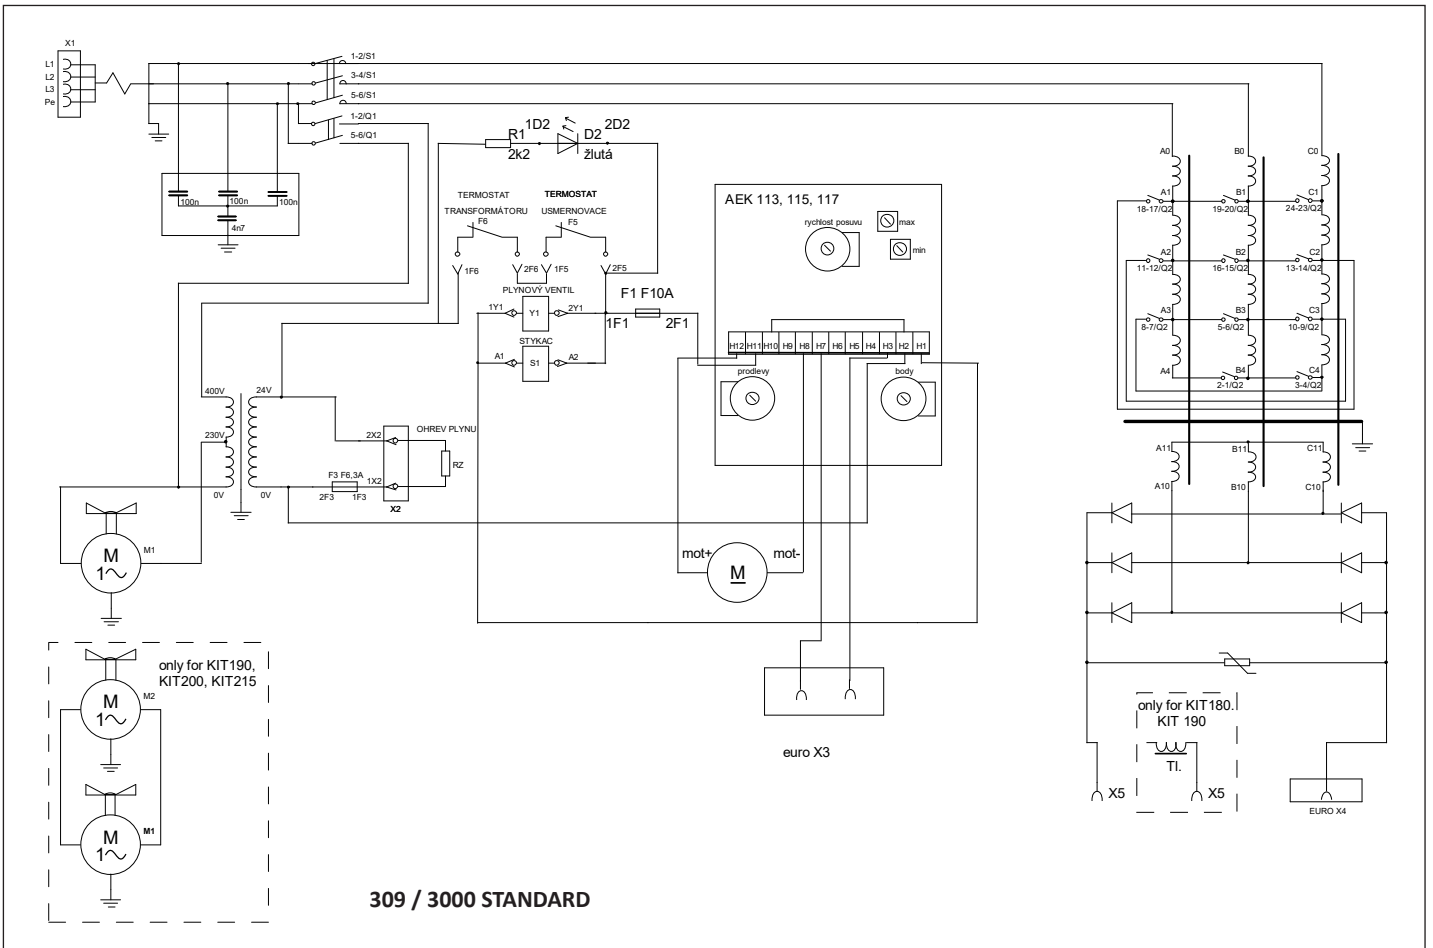 X1
L1
L2
L3
Pe
1-2/S1
3-4/S1
5-6/S1
1-2/Q1
5-6/Q1
100n
100n
100n
4n7
R1
2k2
1D2
D2
žlutá
2D2
TERMOSTAT
TRANSFORMÁTORU
F6
TERMOSTAT
USMERNOVACE
F5
1F6
2F6
1F5
2F5
PLYNOVÝ VENTIL
1Y1
Y1
2Y1
STYKAC
A1
S1
A2
F1 F10A
1F1
2F1
AEK 113, 115, 117
rychlost posuvu
max
min
H12
H11
H10
H9
H8
H7
H6
H5
H4
H3
H2
H1
prodlevy
body
400V
24V
230V
0V
0V
OHREV PLYNU
2X2
RZ
F3 F6,3A
2F3
1F3
1X2
X2
M
1
M1
mot+
M
mot-
only for KIT190,
KIT200, KIT215
M
1
M2
M
1
M1
euro X3
A0
B0
C0
A1
B1
C1
18-17/Q2
19-20/Q2
24-23/Q2
A2
B2
C2
11-12/Q2
16-15/Q2
13-14/Q2
A3
B3
C3
8-7/Q2
5-6/Q2
10-9/Q2
A4
B4
C4
2-1/Q2
3-4/Q2
A11
B11
C11
A10
B10
C10
only for KIT180.
KIT 190
Tl.
X5
X5
EURO X4
309 / 3000 STANDARD